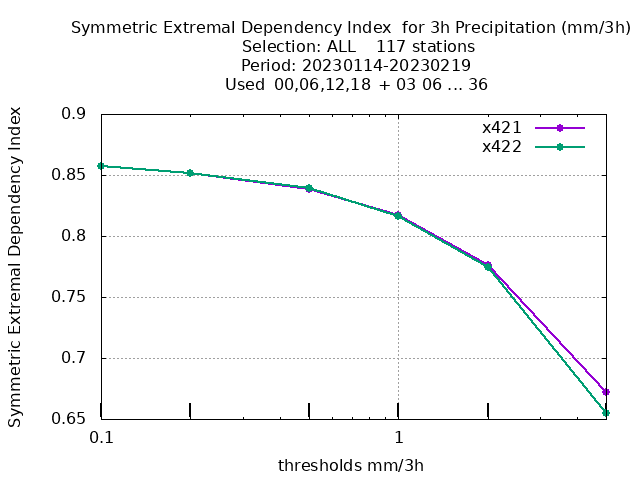 Symmetric Extremal Dependency Index for 3h Precipitation (mm/3h)
Selection: ALL 117 stations
Period: 20230114-20230219
Used 00,06,12,18 + 03 06 ... 36
Symmetric Extremal Dependency Index
0.9
0.85
0.8
0.75
0.7
0.65
x421
x422
0.1
1
thresholds mm/3h